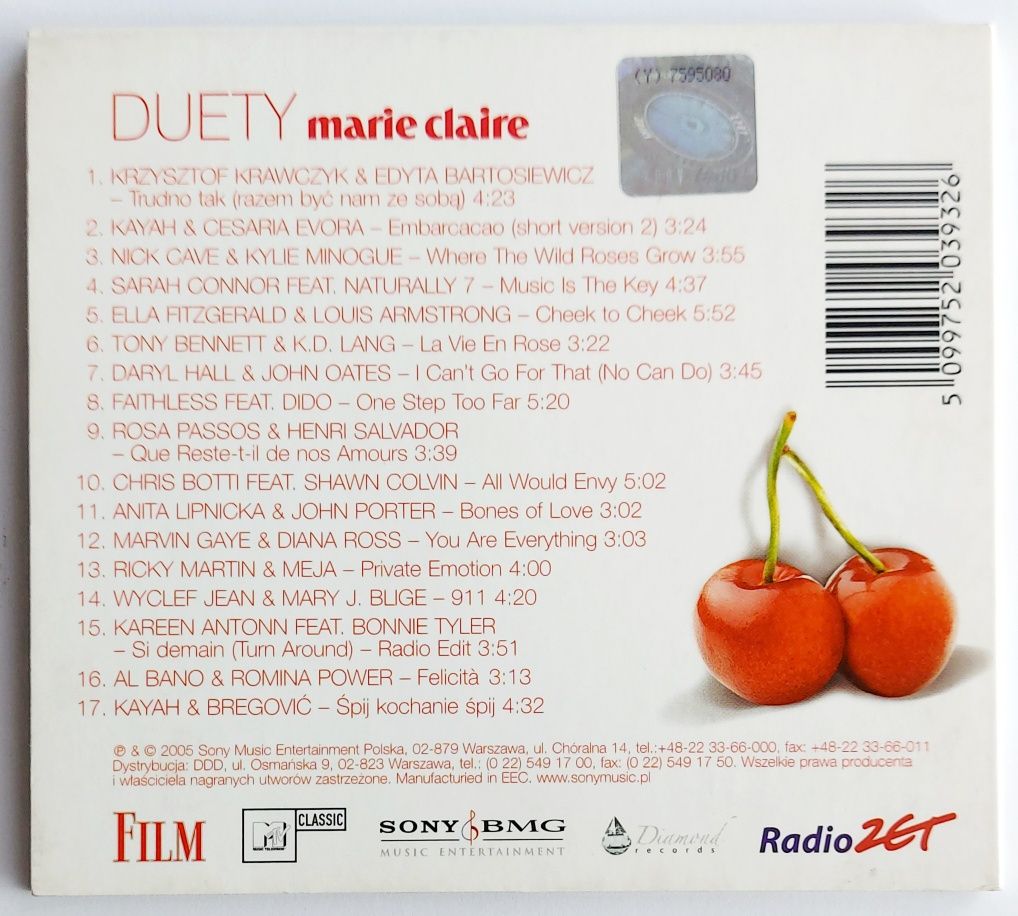 (Y) 7595080
DUETY marie claire
1. KRZYSZTOF KRAWCZYK & EDYTA BARTOSIEWICZ
– Trudno tak (razem być nam ze sobą) 4:23
2. KAYAH & CESARIA EVORA – Embarcacao (short version 2) 3:24
3. NICK CAVE & KYLIE MINOGUE – Where The Wild Roses Grow 3:55
4. SARAH CONNOR FEAT. NATURALLY 7 – Music Is The Key 4:37
5. ELLA FITZGERALD & LOUIS ARMSTRONG – Cheek to Cheek 5:52
6. TONY BENNETT & K.D. LANG – La Vie En Rose 3:22
7. DARYL HALL & JOHN OATES – I Can't Go For That (No Can Do) 3:45
8. FAITHLESS FEAT. DIDO – One Step Too Far 5:20
9. ROSA PASSOS & HENRI SALVADOR
– Que Reste-t-il de nos Amours 3:39
10. CHRIS BOTTI FEAT. SHAWN COLVIN – All Would Envy 5:02
11. ANITA LIPNICKA & JOHN PORTER – Bones of Love 3:02
12. MARVIN GAYE & DIANA ROSS – You Are Everything 3:03
13. RICKY MARTIN & MEJA – Private Emotion 4:00
14. WYCLEF JEAN & MARY J. BLIGE – 911 4:20
15. KAREEN ANTONN FEAT. BONNIE TYLER
– Si demain (Turn Around) – Radio Edit 3:51
16. AL BANO & ROMINA POWER – Felicità 3:13
17. KAYAH & BREGOVIĆ – Śpij kochanie śpij 4:32
5 099752 039326
℗ & © 2005 Sony Music Entertainment Polska, 02-879 Warszawa, ul. Chóralna 14, tel.:+48-22 33-66-000, fax: +48-22 33-66-011
Dystrybucja: DDD, ul. Osmańska 9, 02-823 Warszawa, tel.: (0 22) 549 17 00, fax: (0 22) 549 17 50. Wszelkie prawa producenta
i właściciela nagranych utworów zastrzeżone. Manufacturied in EEC. www.sonymusic.pl
FILM
MTV
MUSIC TELEVISION
CLASSIC
SONY BMG
MUSIC ENTERTAINMENT
Diamond
records
Radio ZET